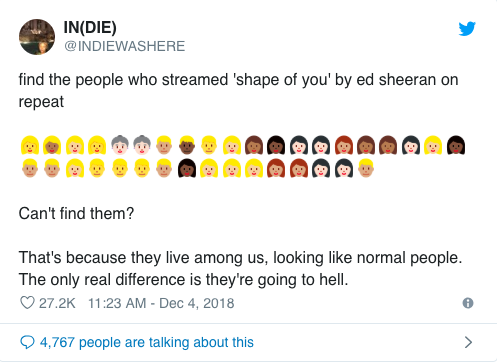 IN(DIE)
@INDIEWASHERE
find the people who streamed 'shape of you' by ed sheeran on
repeat
Can't find them?
That's because they live among us, looking like normal people.
The only real difference is they're going to hell.
27.2K 11:23 AM - Dec 4, 2018
4,767 people are talking about this